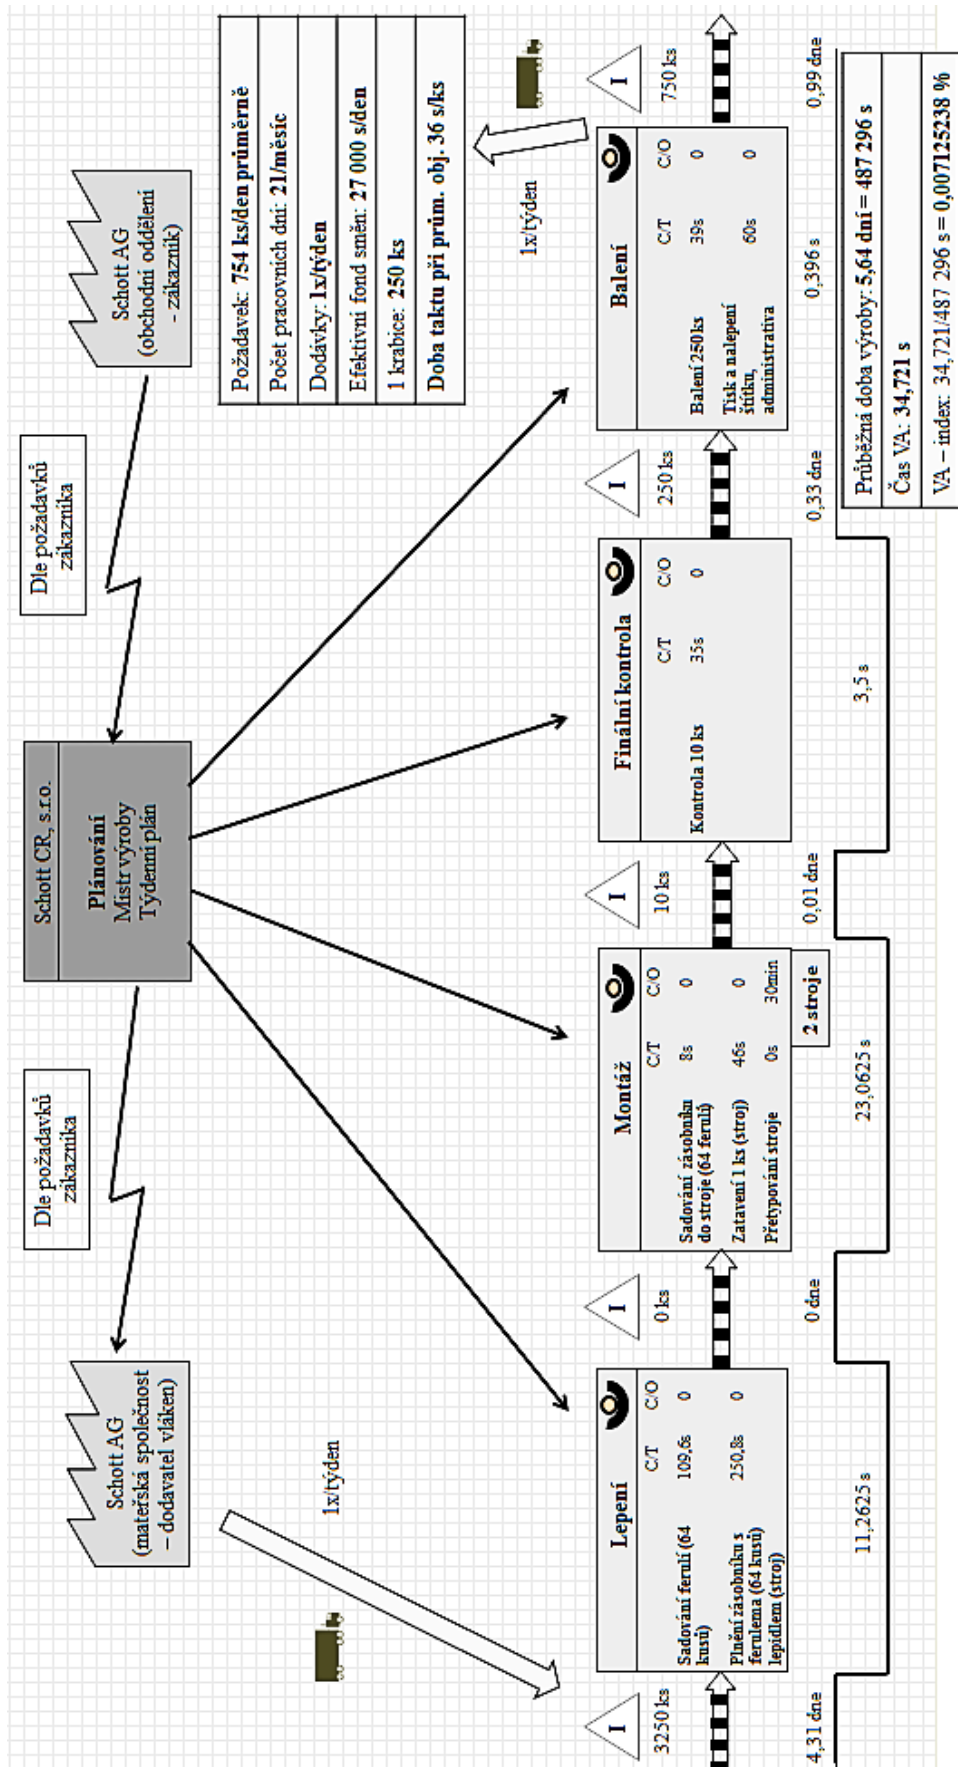 Schott AG
(mateřská společnost
– dodavatel vláken)
Dle požadavků
zákazníka
Schott CR, s.r.o.
Plánování
Mistr výroby
Týdenní plán
Dle požadavků
zákazníka
Schott AG
(obchodní oddělení
- zákazník)
Požadavek: 754 ks/den průměrně
Počet pracovních dní: 21/měsíc
Dodávky: 1x/týden
Efektivní fond směn: 27 000 s/den
1 krabice: 250 ks
Doba taktu při prům. obj. 36 s/ks
1x/týden
1x/týden
I
3250 ks
Lepení
C/T C/O
Sadování ferulí (64
kusů) 109,6s 0
Plnění zásobníku s
ferulema (64 kusů) 250,8s 0
lepidlem (stroj)
I
0 ks
Montáž
C/T C/O
Sadování zásobníku 8s 0
do stroje (64 ferulí)
Zatavení 1 ks (stroj) 46s 0
Přetypování stroje 0s 30min
2 stroje
I
10 ks
Finální kontrola
C/T C/O
Kontrola 10 ks 35s 0
I
250 ks
Balení
C/T C/O
Balení 250 ks 39s 0
Tisk a nalepení
štítku, 60s 0
administrativa
I
750 ks
4,31 dne
11,2625 s
0 dne
23,0625 s
0,01 dne
3,5 s
0,33 dne
0,396 s
0,99 dne
Průběžná doba výroby: 5,64 dní = 487 296 s
Čas VA: 34,721 s
VA – index: 34,721/487 296 s = 0,007125238 %